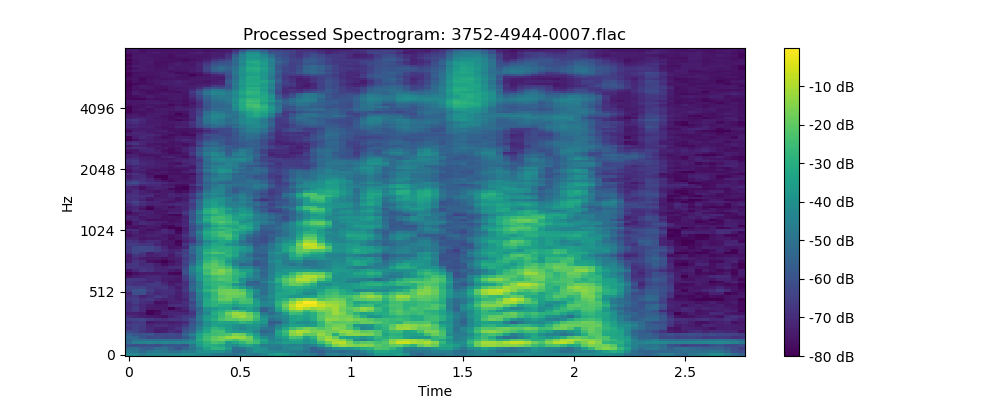 Processed Spectrogram: 3752-4944-0007.flac
Hz
4096
2048
1024
512
0
0
0.5
1
1.5
2
2.5
Time
-10 dB
-20 dB
-30 dB
-40 dB
-50 dB
-60 dB
-70 dB
-80 dB